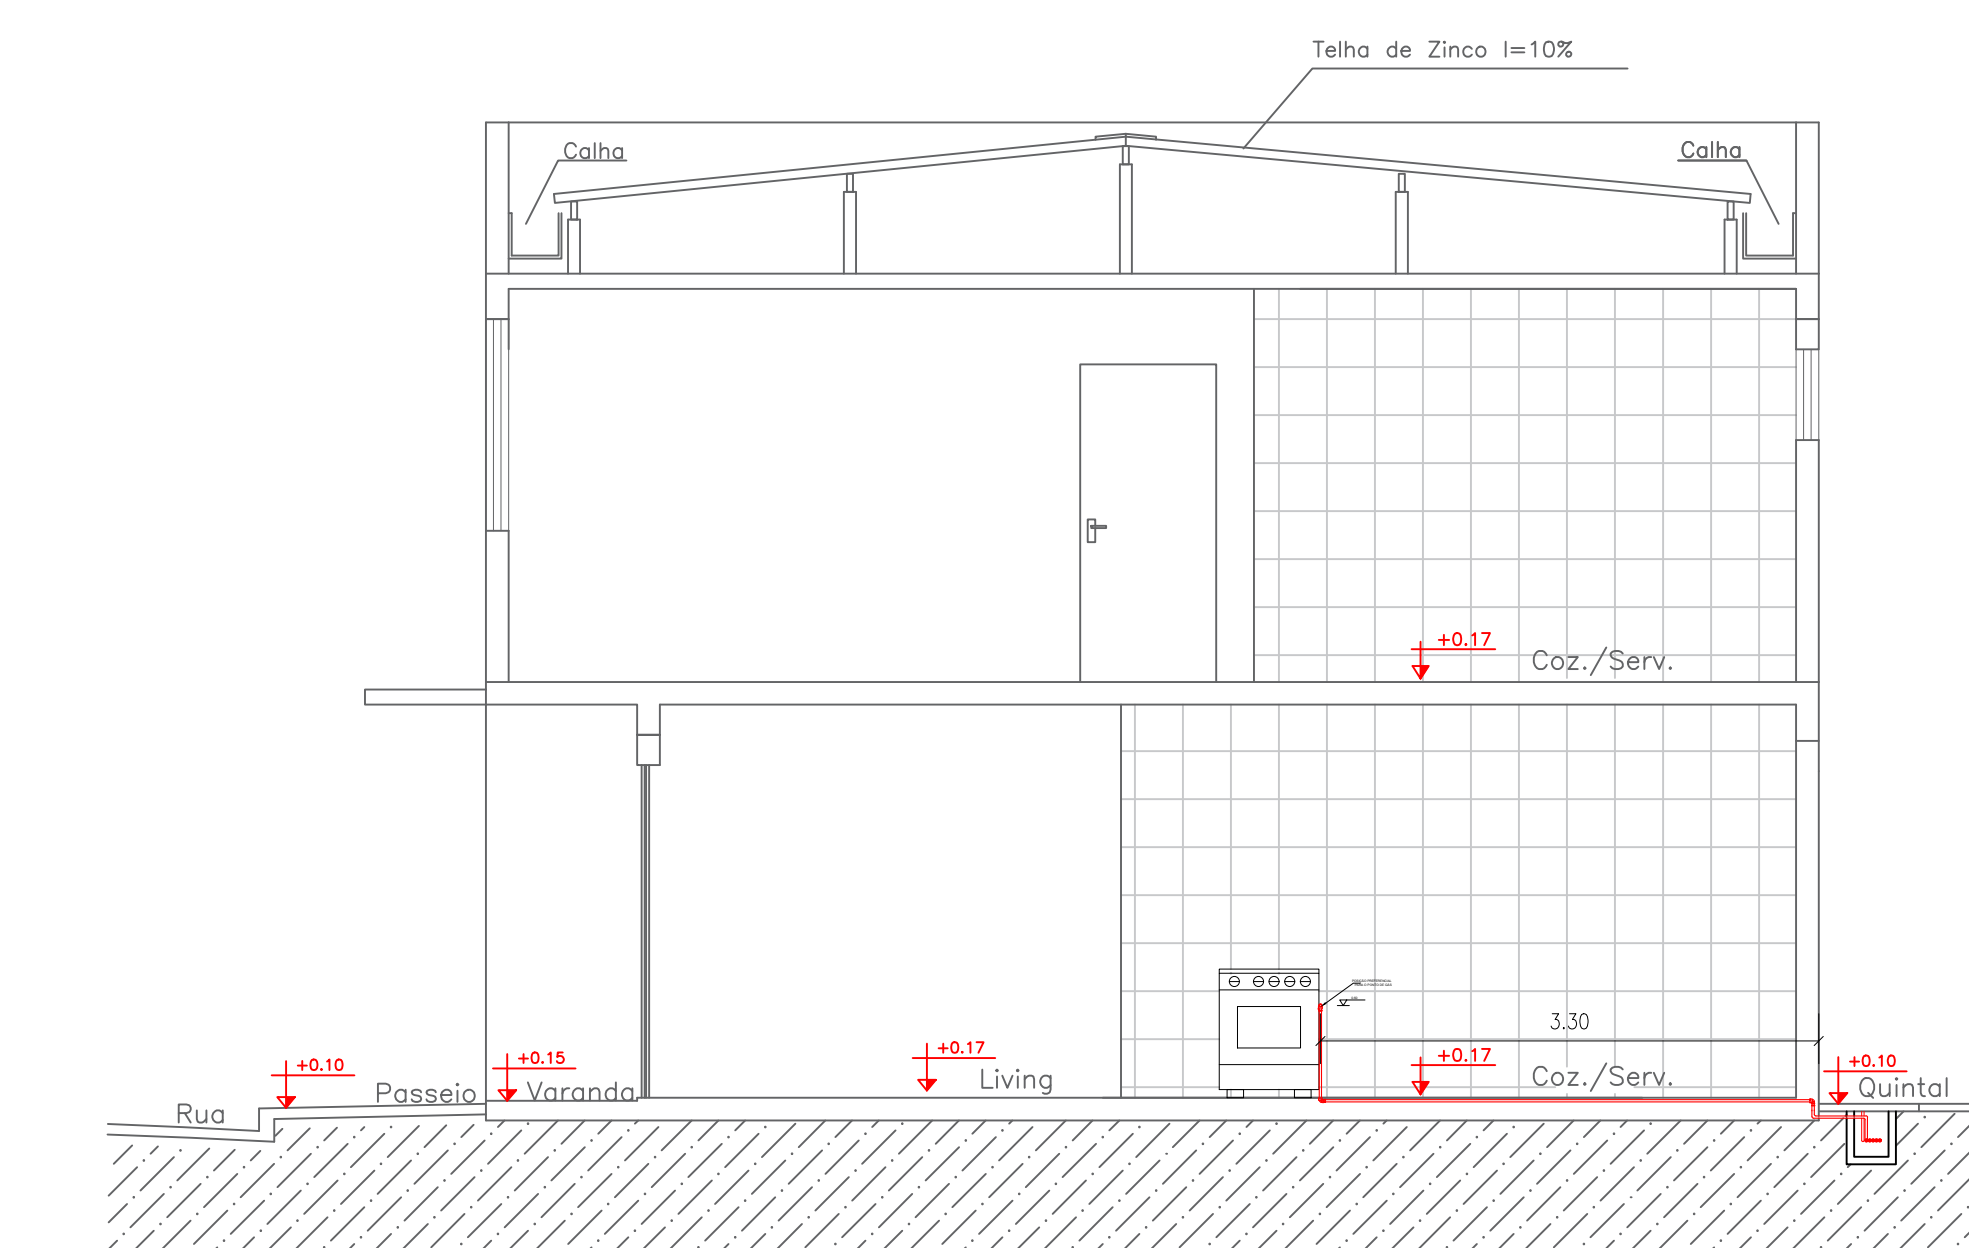 Telha de Zinco I=10%
Calha
Calha
+0.17
Coz./Serv.
3.30
+0.10
+0.15
+0.17
+0.17
+0.10
Rua
Passeio
Varanda
Living
Coz./Serv.
Quintal